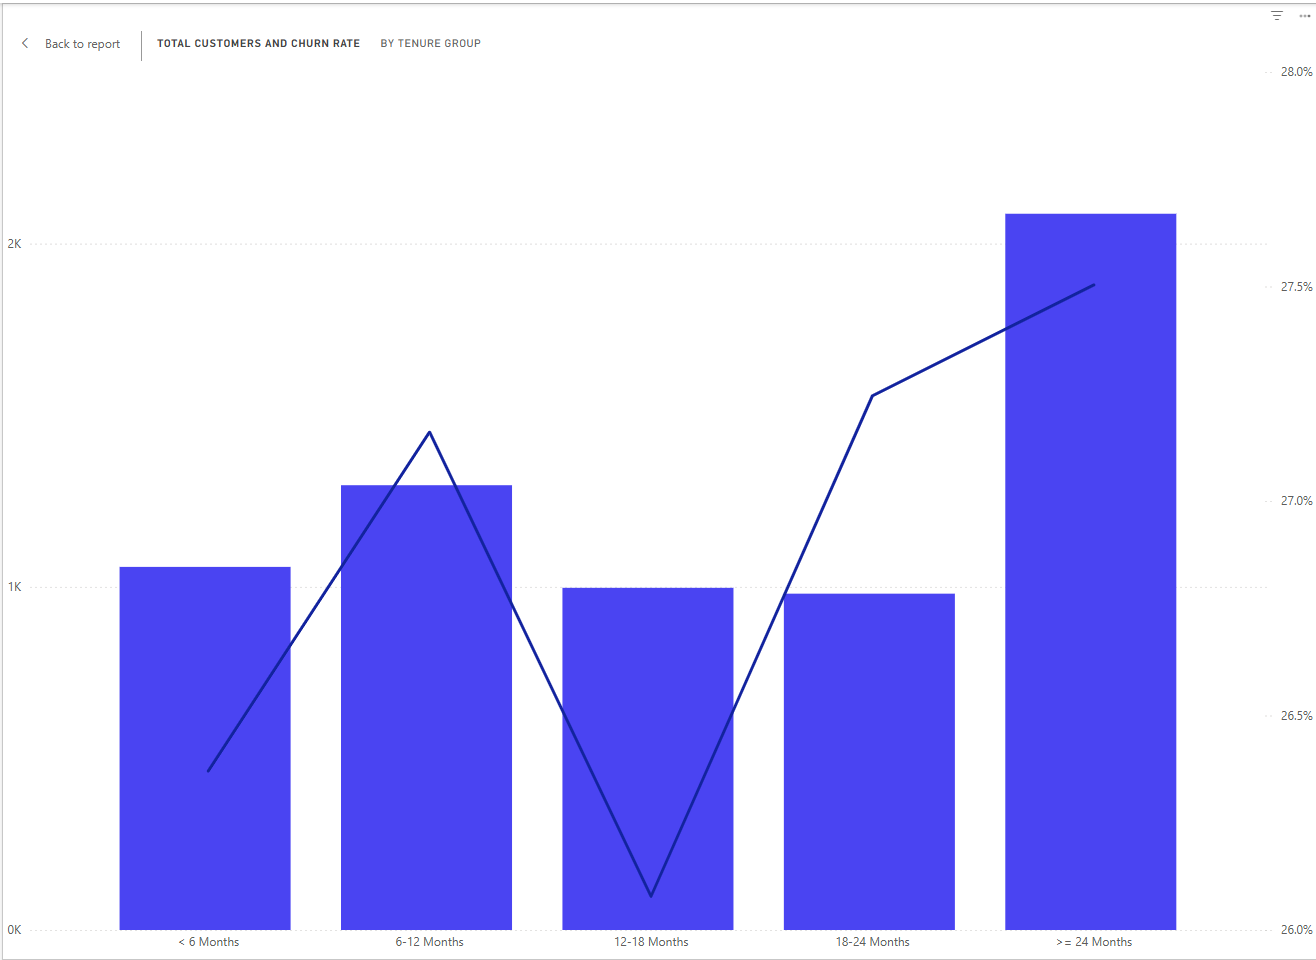 Back to report
TOTAL CUSTOMERS AND CHURN RATE BY TENURE GROUP
28.0%
2K
27.5%
27.0%
1K
26.5%
0K
26.0%
< 6 Months
6-12 Months
12-18 Months
18-24 Months
>= 24 Months